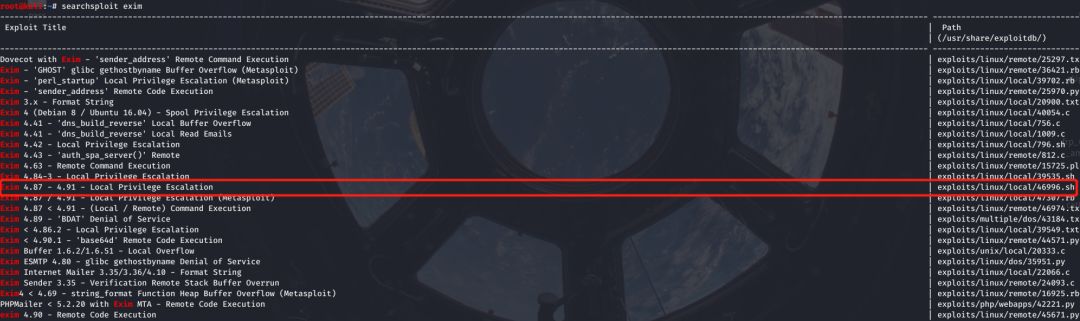 root@kali:~# searchsploit exim
Exploit Title | Path
| (/usr/share/exploitdb/)
Dovecot with Exim - 'sender_address' Remote Command Execution | exploits/linux/remote/25297.tx
Exim - 'GHOST' glibc gethostbyname Buffer Overflow (Metasploit) | exploits/linux/remote/36421.rb
Exim - 'perl_startup' Local Privilege Escalation (Metasploit) | exploits/linux/local/39702.rb
Exim - 'sender_address' Remote Code Execution | exploits/linux/remote/25970.py
Exim 3.x - Format String | exploits/linux/local/20900.txt
Exim 4 (Debian 8 / Ubuntu 16.04) - Spool Privilege Escalation | exploits/linux/local/40054.c
Exim 4.41 - 'dns_build_reverse' Local Buffer Overflow | exploits/linux/local/756.c
Exim 4.41 - 'dns_build_reverse' Local Read Emails | exploits/linux/local/1009.c
Exim 4.42 - Local Privilege Escalation | exploits/linux/local/796.sh
Exim 4.43 - 'auth_spa_server()' Remote | exploits/linux/remote/812.c
Exim 4.63 - Remote Command Execution | exploits/linux/remote/15725.pl
Exim 4.84-3 - Local Privilege Escalation | exploits/linux/local/39535.sh
Exim 4.87 - 4.91 - Local Privilege Escalation | exploits/linux/local/46996.sh
Exim 4.87 / 4.91 - Local Privilege Escalation (Metasploit) | exploits/linux/local/47307.rb
Exim 4.87 < 4.91 - (Local / Remote) Command Execution | exploits/linux/remote/46974.tx
Exim 4.89 - 'BDAT' Denial of Service | exploits/multiple/dos/43184.tx
Exim < 4.86.2 - Local Privilege Escalation | exploits/linux/local/39549.txt
Exim < 4.90.1 - 'base64d' Remote Code Execution | exploits/linux/remote/44571.py
Exim Buffer 1.6.2/1.6.51 - Local Overflow | exploits/unix/local/20333.c
Exim ESMTP 4.80 - glibc gethostbyname Denial of Service | exploits/linux/dos/35951.py
Exim Internet Mailer 3.35/3.36/4.10 - Format String | exploits/linux/local/22066.c
Exim Sender 3.35 - Verification Remote Stack Buffer Overrun | exploits/linux/remote/24093.c
Exim4 < 4.69 - string_format Function Heap Buffer Overflow (Metasploit) | exploits/linux/remote/16925.rb
PHPMailer < 5.2.20 with Exim MTA - Remote Code Execution | exploits/php/webapps/42221.py
exim 4.90 - Remote Code Execution | exploits/linux/remote/45671.py